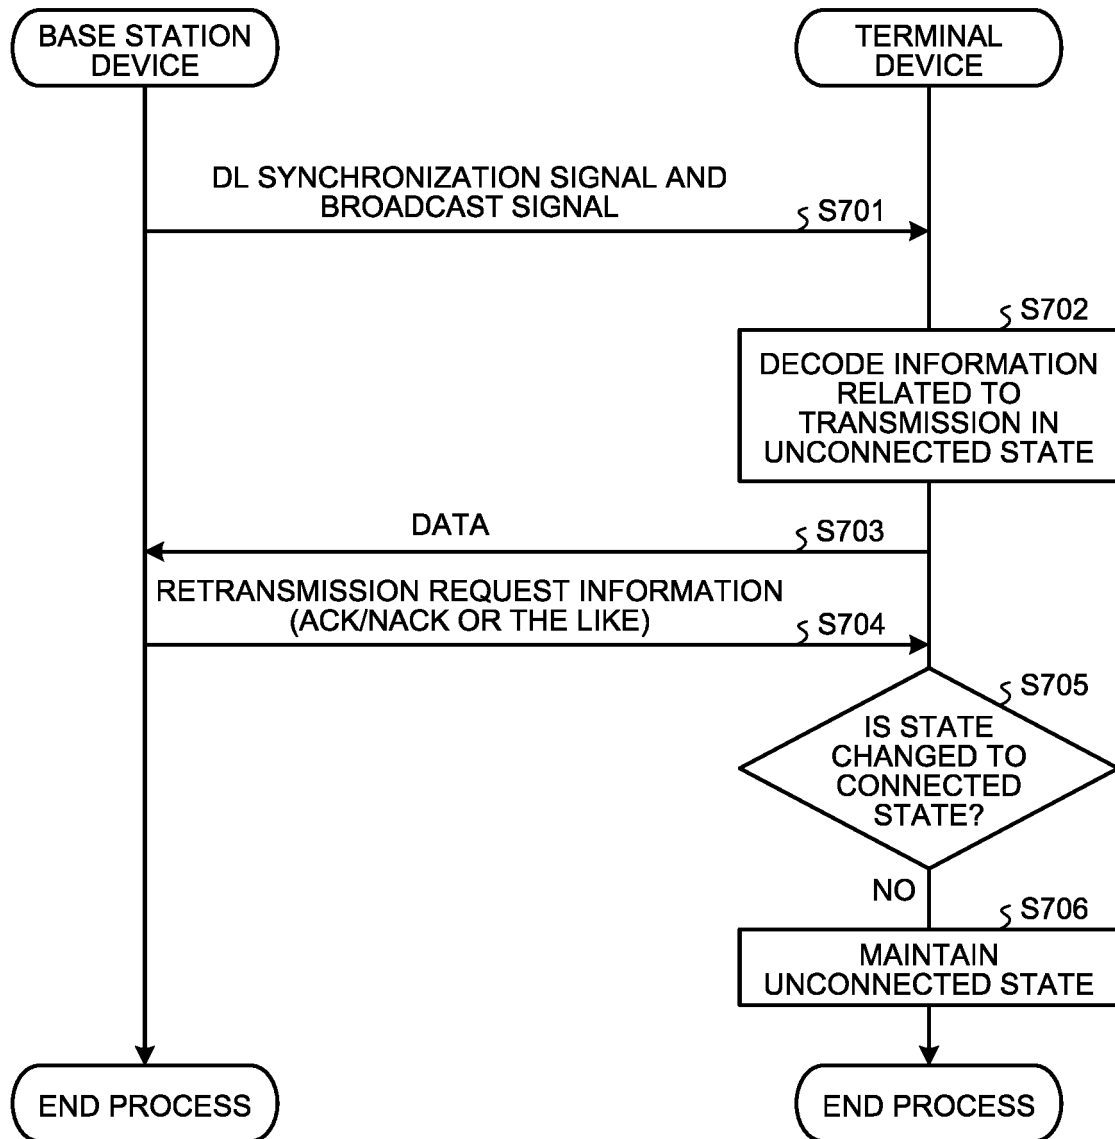 BASE STATION
DEVICE
TERMINAL
DEVICE
DL SYNCHRONIZATION SIGNAL AND
BROADCAST SIGNAL
S701
S702
DECODE INFORMATION
RELATED TO
TRANSMISSION IN
UNCONNECTED STATE
DATA
S703
RETRANSMISSION REQUEST INFORMATION
(ACK/NACK OR THE LIKE)
S704
S705
IS STATE
CHANGED TO
CONNECTED
STATE?
NO
S706
MAINTAIN
UNCONNECTED STATE
END PROCESS
END PROCESS